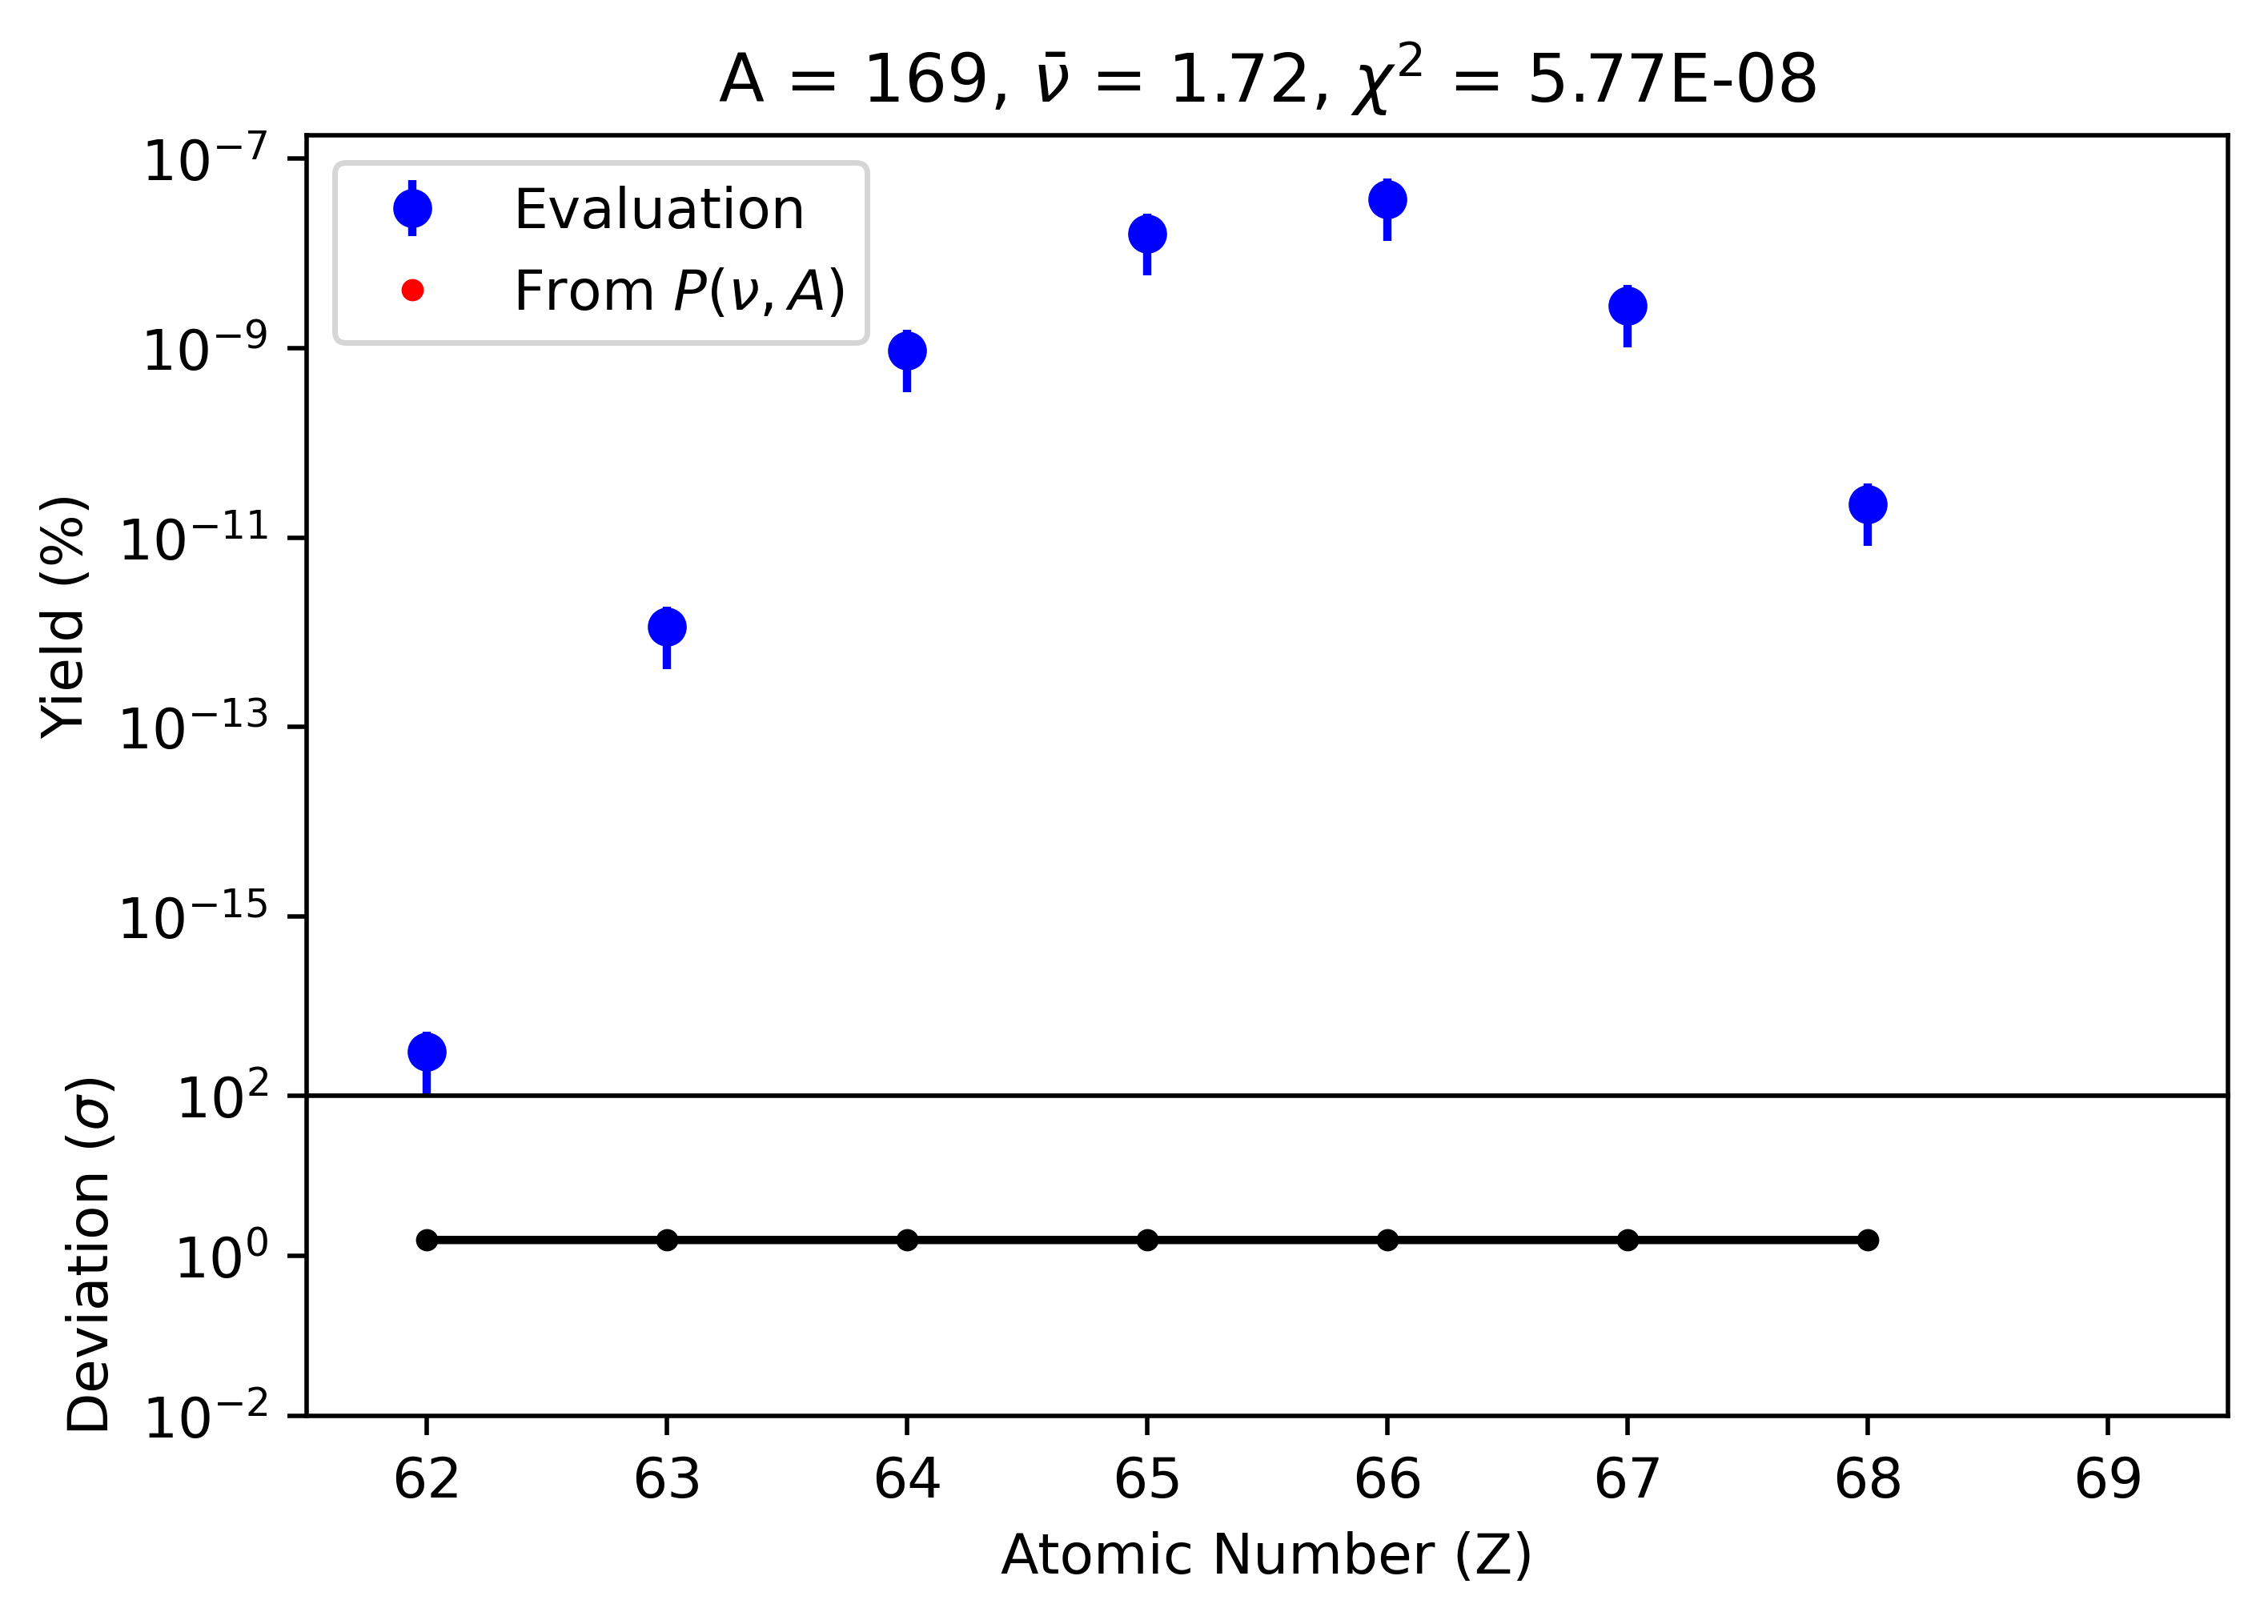 A = 169, ν̄ = 1.72, χ² = 5.77E-08
Evaluation
From P(ν, A)
10⁻⁷
10⁻⁹
10⁻¹¹
10⁻¹³
10⁻¹⁵
Yield (%)
10²
10⁰
10⁻²
Deviation (σ)
62 63 64 65 66 67 68 69
Atomic Number (Z)